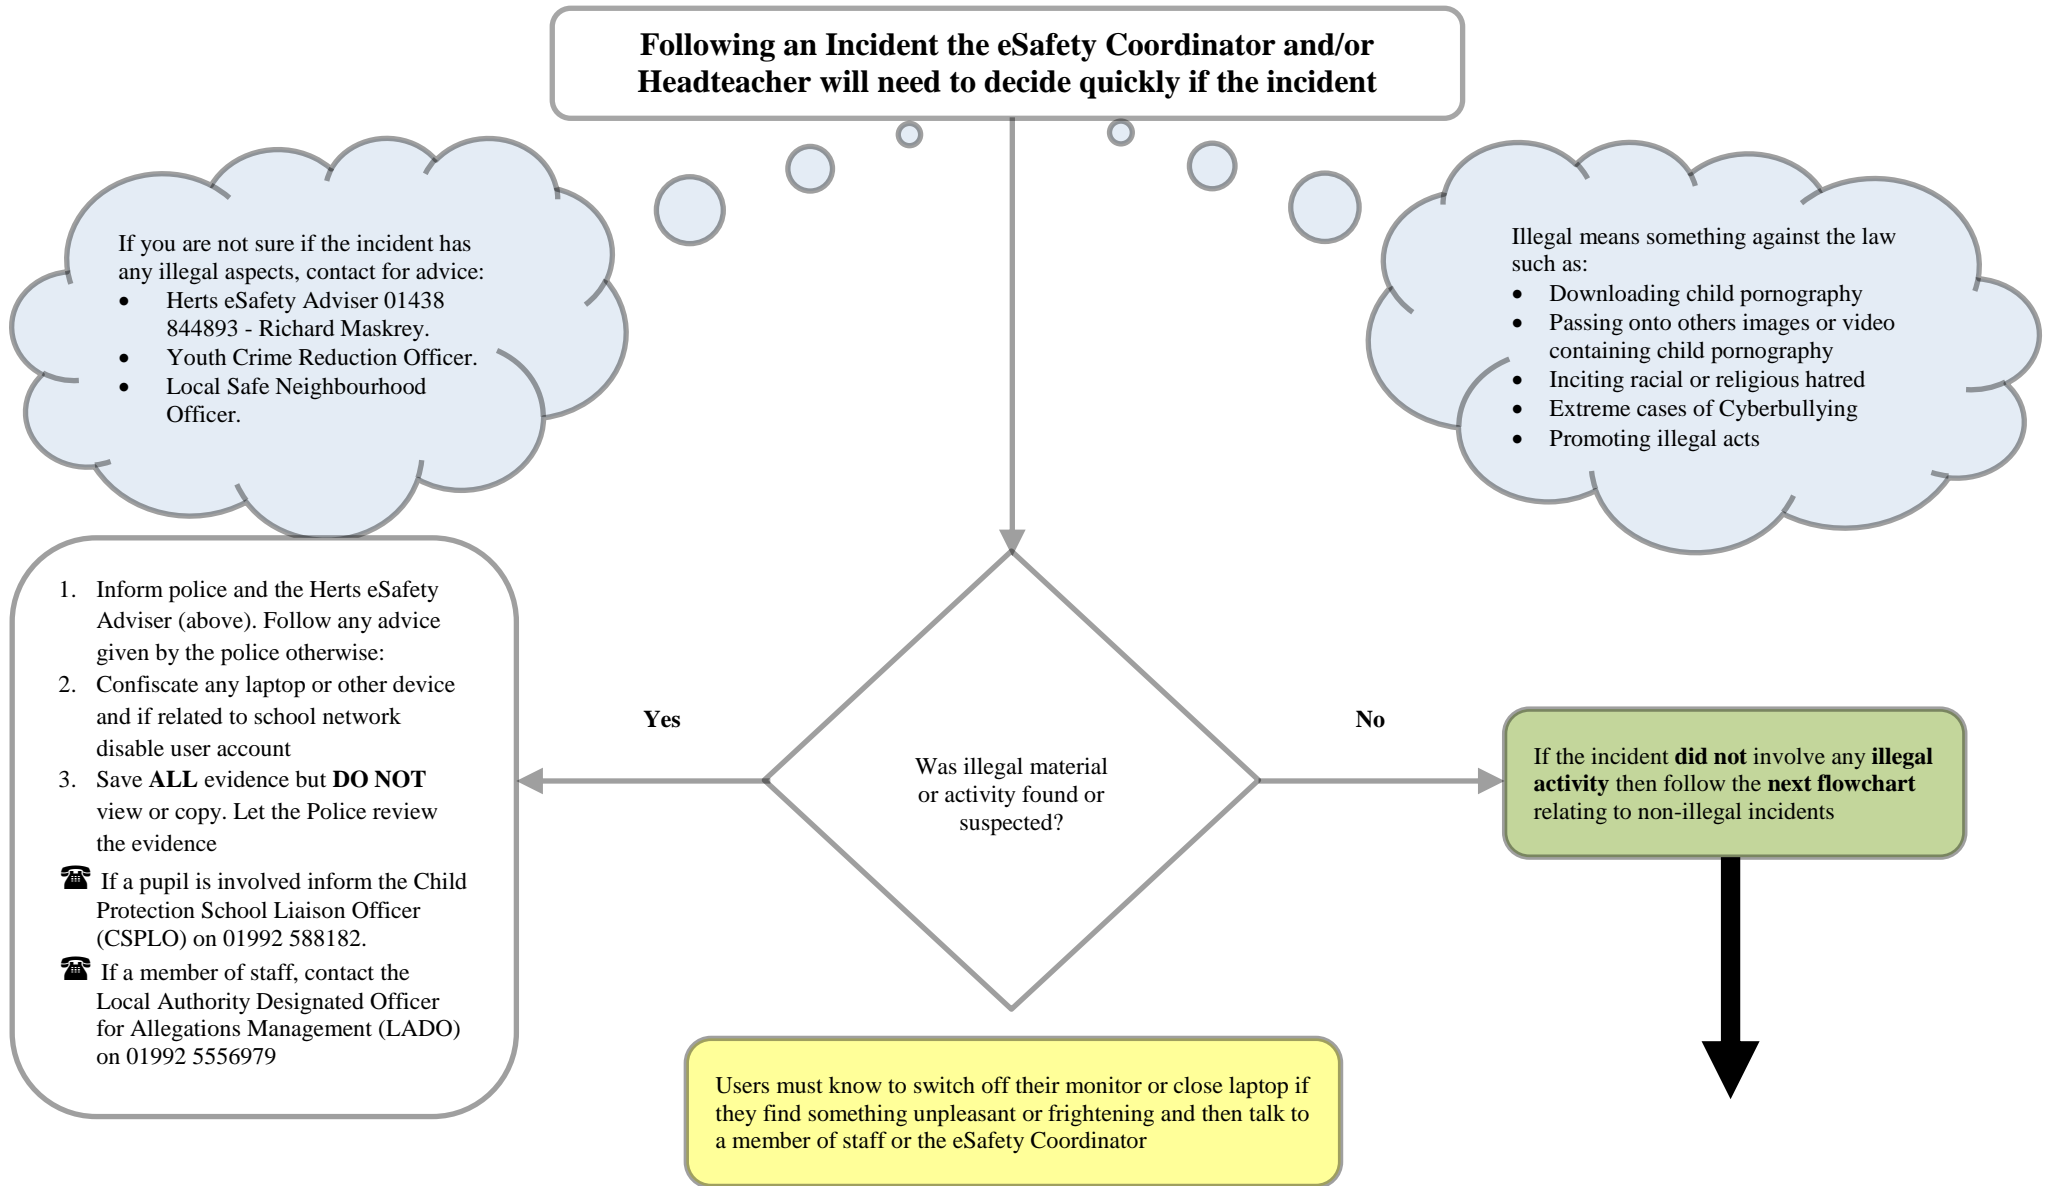 Following an Incident the eSafety Coordinator and/or
Headteacher will need to decide quickly if the incident
If you are not sure if the incident has
any illegal aspects, contact for advice:
• Herts eSafety Adviser 01438
844893 - Richard Maskrey.
• Youth Crime Reduction Officer.
• Local Safe Neighbourhood
Officer.
Illegal means something against the law
such as:
• Downloading child pornography
• Passing onto others images or video
containing child pornography
• Inciting racial or religious hatred
• Extreme cases of Cyberbullying
• Promoting illegal acts
1. Inform police and the Herts eSafety
Adviser (above). Follow any advice
given by the police otherwise:
2. Confiscate any laptop or other device
and if related to school network
disable user account
3. Save ALL evidence but DO NOT
view or copy. Let the Police review
the evidence
☎ If a pupil is involved inform the Child
Protection School Liaison Officer
(CSPLO) on 01992 588182.
☎ If a member of staff, contact the
Local Authority Designated Officer
for Allegations Management (LADO)
on 01992 5556979
Yes
Was illegal material
or activity found or
suspected?
No
If the incident did not involve any illegal
activity then follow the next flowchart
relating to non-illegal incidents
Users must know to switch off their monitor or close laptop if
they find something unpleasant or frightening and then talk to
a member of staff or the eSafety Coordinator